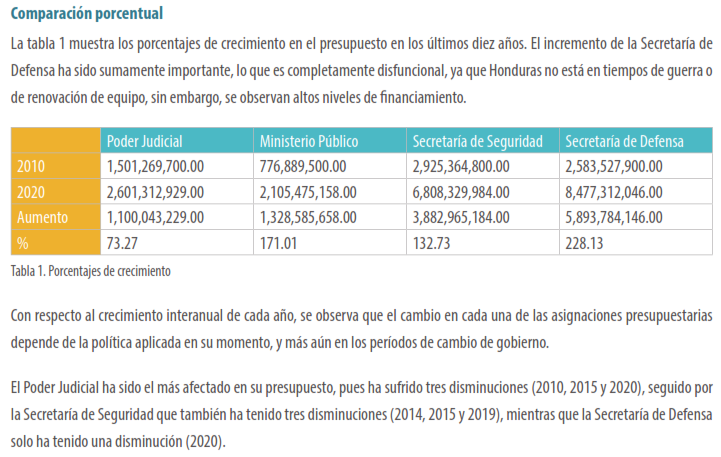 Comparación porcentual
La tabla 1 muestra los porcentajes de crecimiento en el presupuesto en los últimos diez años. El incremento de la Secretaría de
Defensa ha sido sumamente importante, lo que es completamente disfuncional, ya que Honduras no está en tiempos de guerra o
de renovación de equipo, sin embargo, se observan altos niveles de financiamiento.
Poder Judicial Ministerio Público Secretaría de Seguridad Secretaría de Defensa
2010 1,501,269,700.00 776,889,500.00 2,925,364,800.00 2,583,527,900.00
2020 2,601,312,929.00 2,105,475,158.00 6,808,329,984.00 8,477,312,046.00
Aumento 1,100,043,229.00 1,328,585,658.00 3,882,965,184.00 5,893,784,146.00
% 73.27 171.01 132.73 228.13
Tabla 1. Porcentajes de crecimiento
Con respecto al crecimiento interanual de cada año, se observa que el cambio en cada una de las asignaciones presupuestarias
depende de la política aplicada en su momento, y más aún en los períodos de cambio de gobierno.
El Poder Judicial ha sido el más afectado en su presupuesto, pues ha sufrido tres disminuciones (2010, 2015 y 2020), seguido por
la Secretaría de Seguridad que también ha tenido tres disminuciones (2014, 2015 y 2019), mientras que la Secretaría de Defensa
solo ha tenido una disminución (2020).